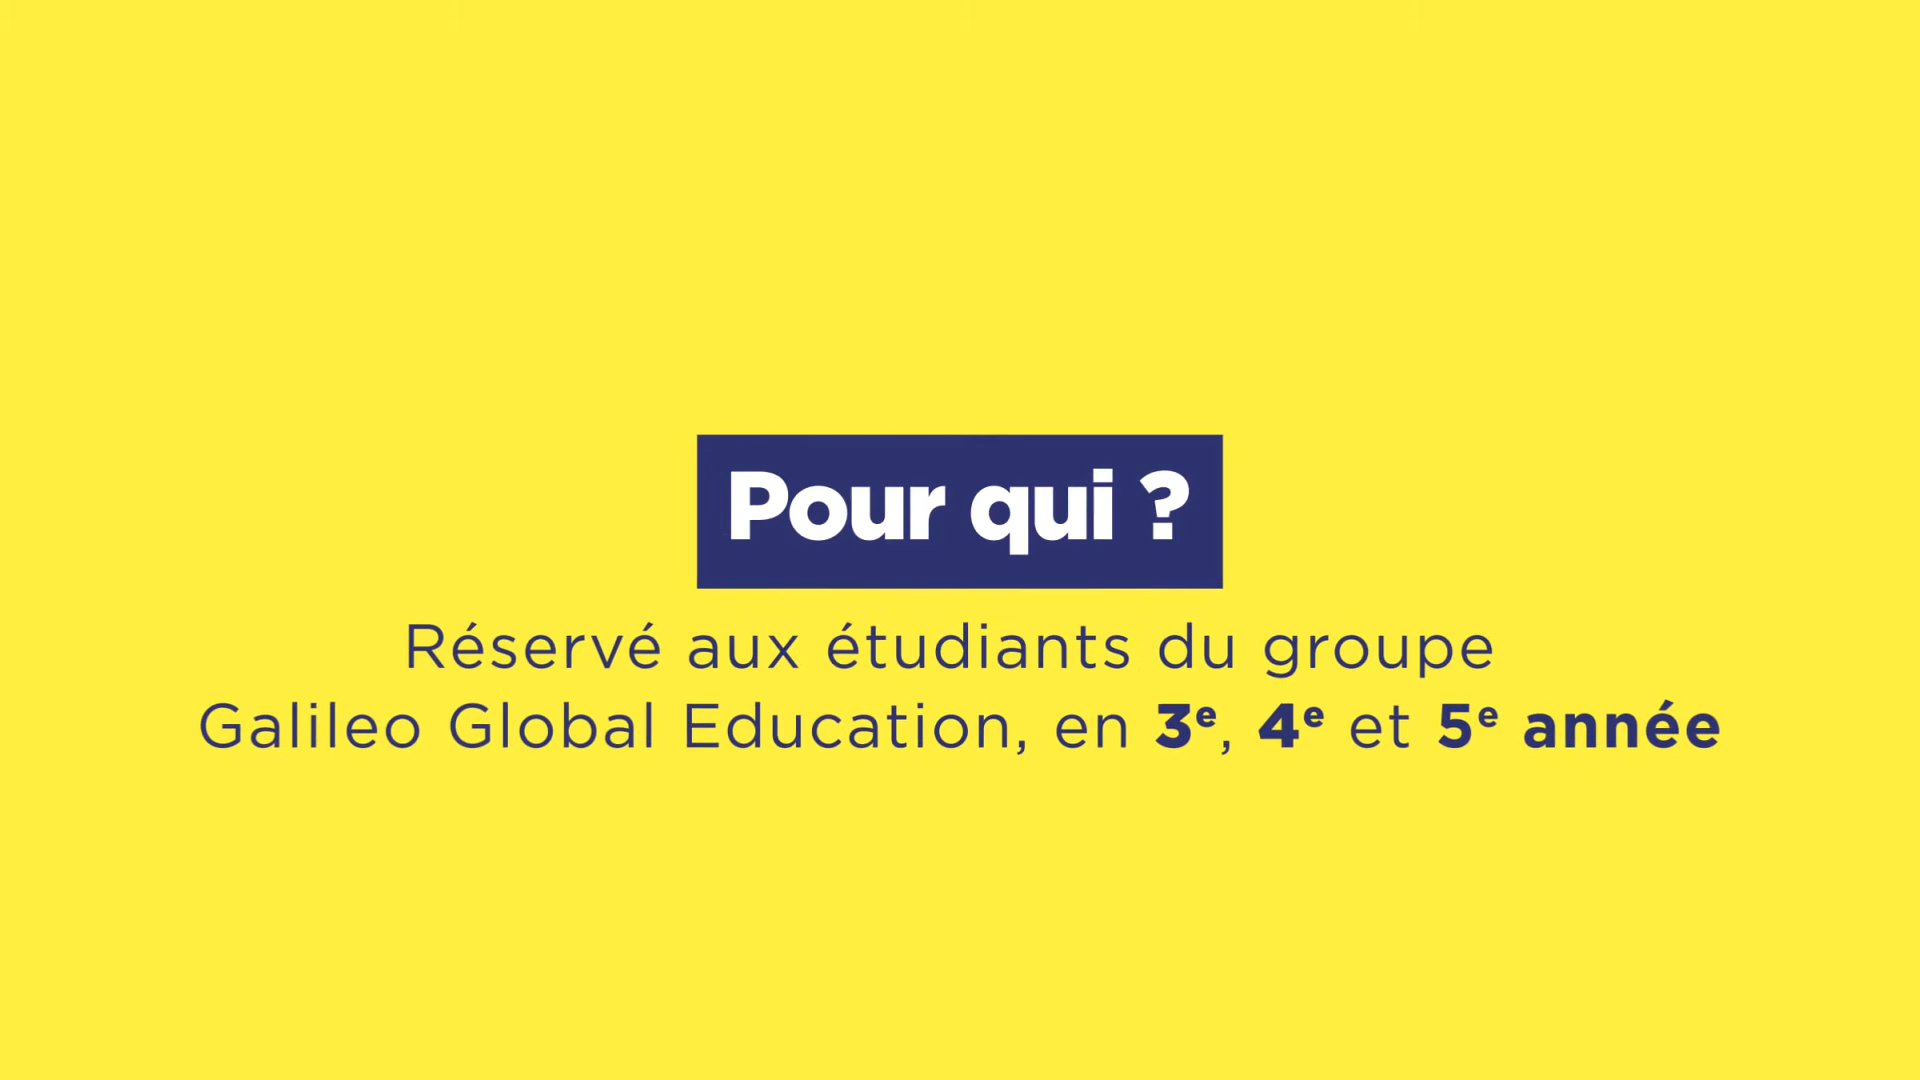 Pour qui ?
Réservé aux étudiants du groupe
Galileo Global Education, en 3e, 4e et 5e année